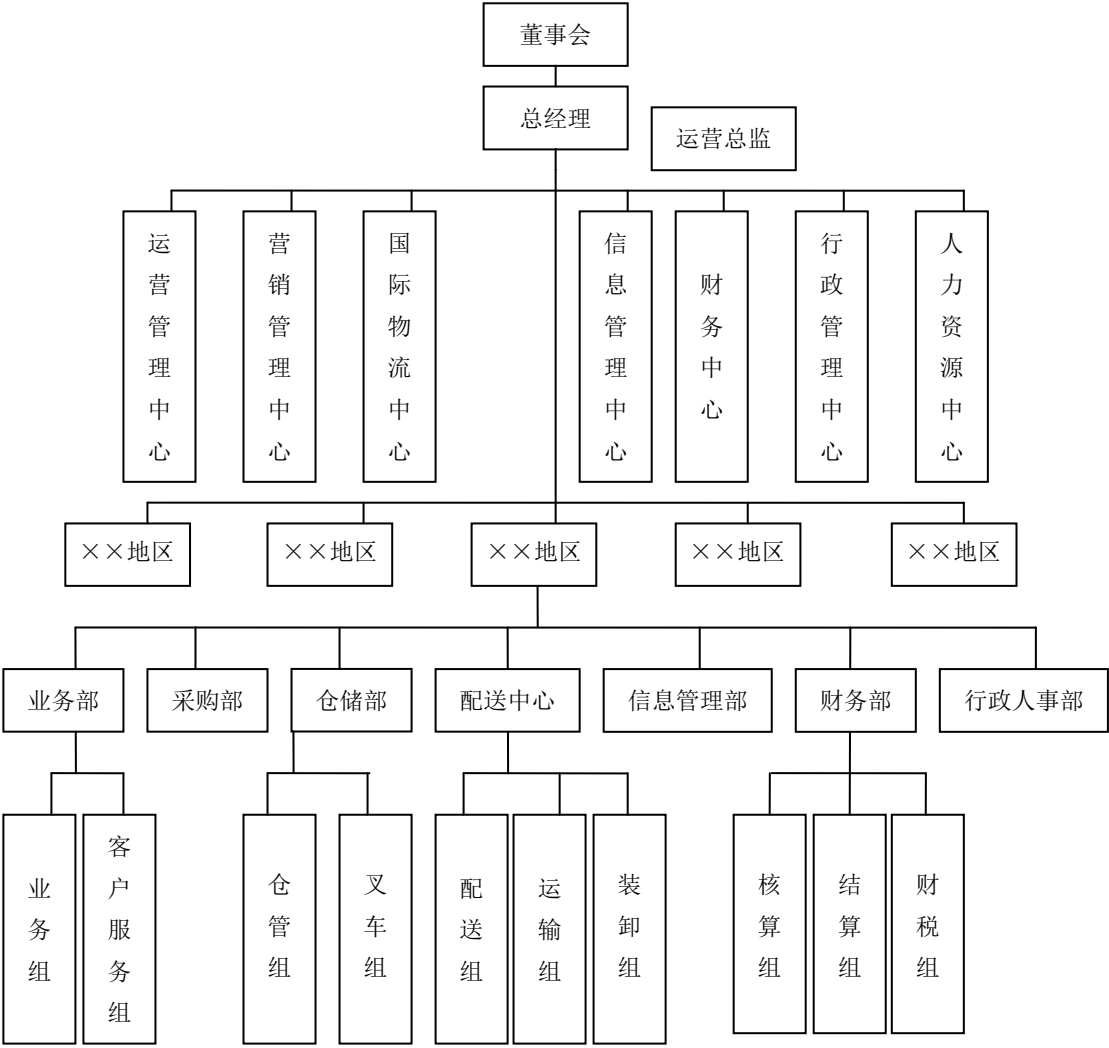 董事会
总经理
运营总监
运营管理中心
营销管理中心
国际物流中心
信息管理中心
财务中心
行政管理中心
人力资源中心
××地区
××地区
××地区
××地区
××地区
业务部
采购部
仓储部
配送中心
信息管理部
财务部
行政人事部
业务组
客户服务组
仓管组
叉车组
配送组
运输组
装卸组
核算组
结算组
财税组